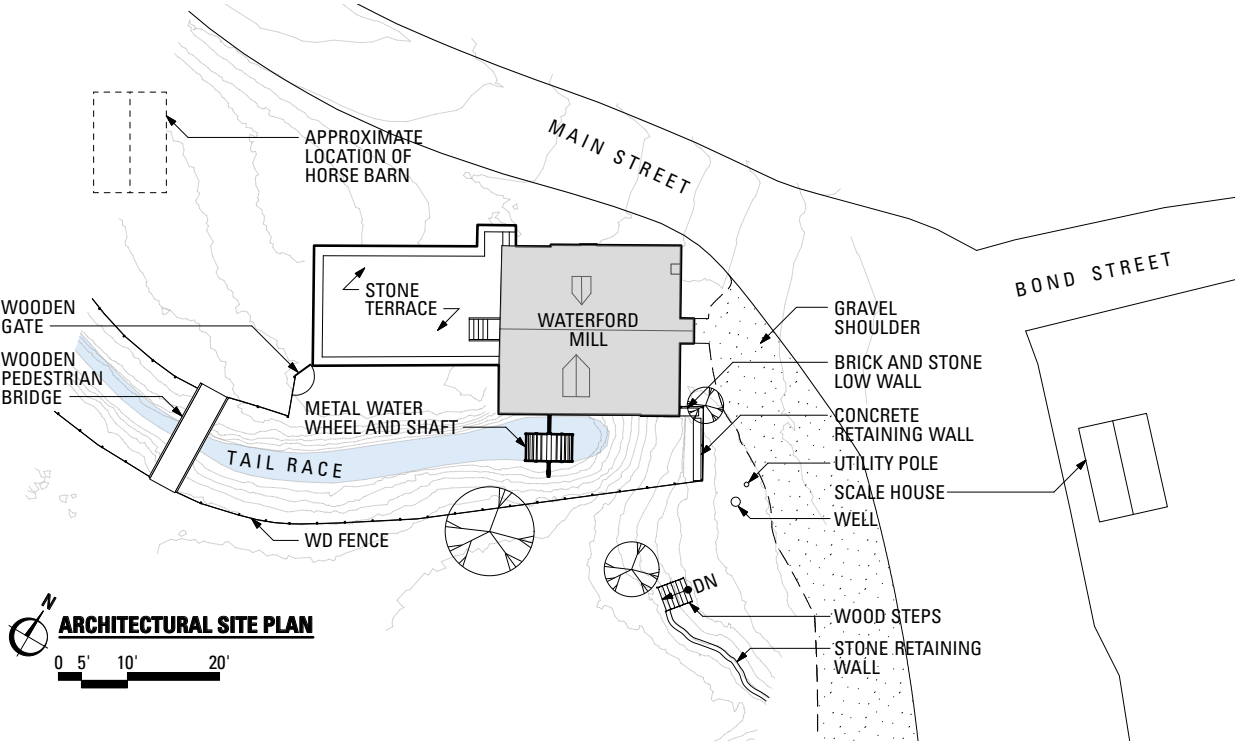 MAIN STREET
APPROXIMATE
LOCATION OF
HORSE BARN
BOND STREET
STONE
TERRACE
WATERFORD
MILL
WOODEN
GATE
WOODEN
PEDESTRIAN
BRIDGE
METAL WATER
WHEEL AND SHAFT
TAIL RACE
WD FENCE
GRAVEL
SHOULDER
BRICK AND STONE
LOW WALL
CONCRETE
RETAINING WALL
UTILITY POLE
SCALE HOUSE
WELL
DN
WOOD STEPS
STONE RETAINING
WALL
N
ARCHITECTURAL SITE PLAN
0 5' 10' 20'